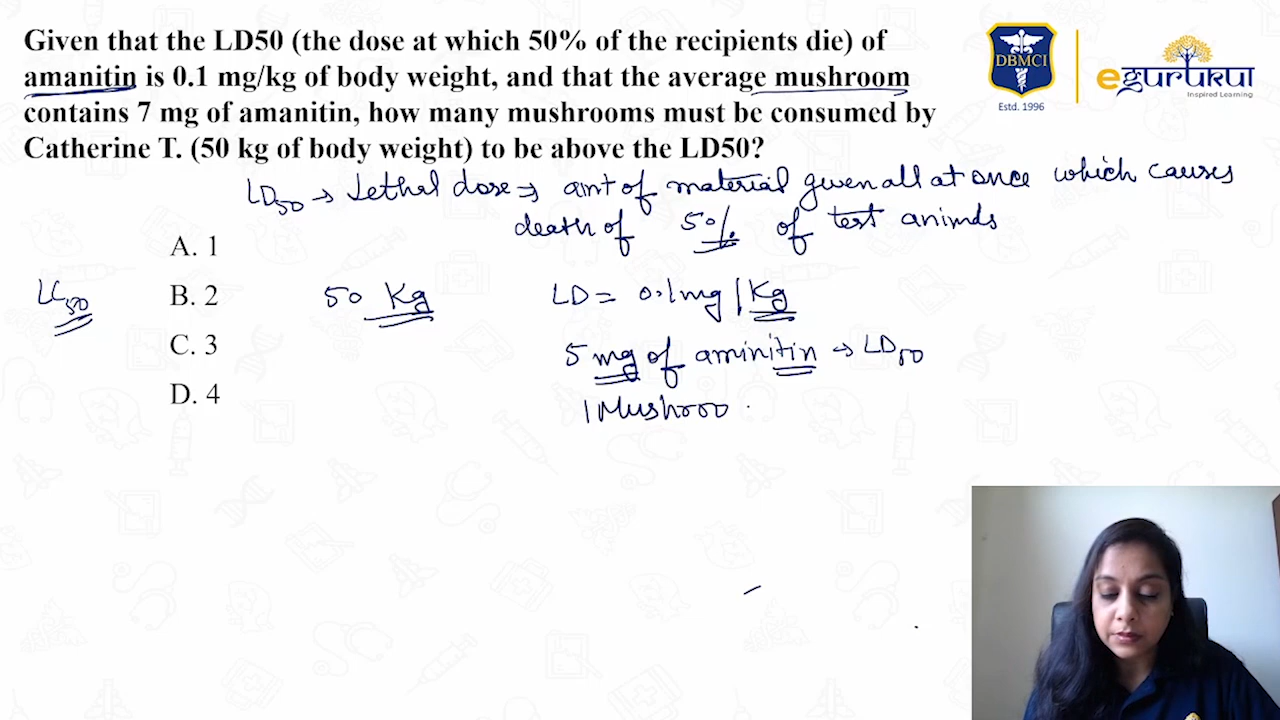 Given that the LD50 (the dose at which 50% of the recipients die) of
amanitin is 0.1 mg/kg of body weight, and that the average mushroom
contains 7 mg of amanitin, how many mushrooms must be consumed by
Catherine T. (50 kg of body weight) to be above the LD50?
DBMCI
Estd. 1996
egurukul
Inspired Learning
LD50 → Lethal dose ⇒ amt of material given all at once which causes
death of 50% of test animals
A. 1
B. 2
C. 3
D. 4
LC50
50 Kg
LD = 0.1mg | Kg
5 mg of aminitin → LD50
1 Mushroo